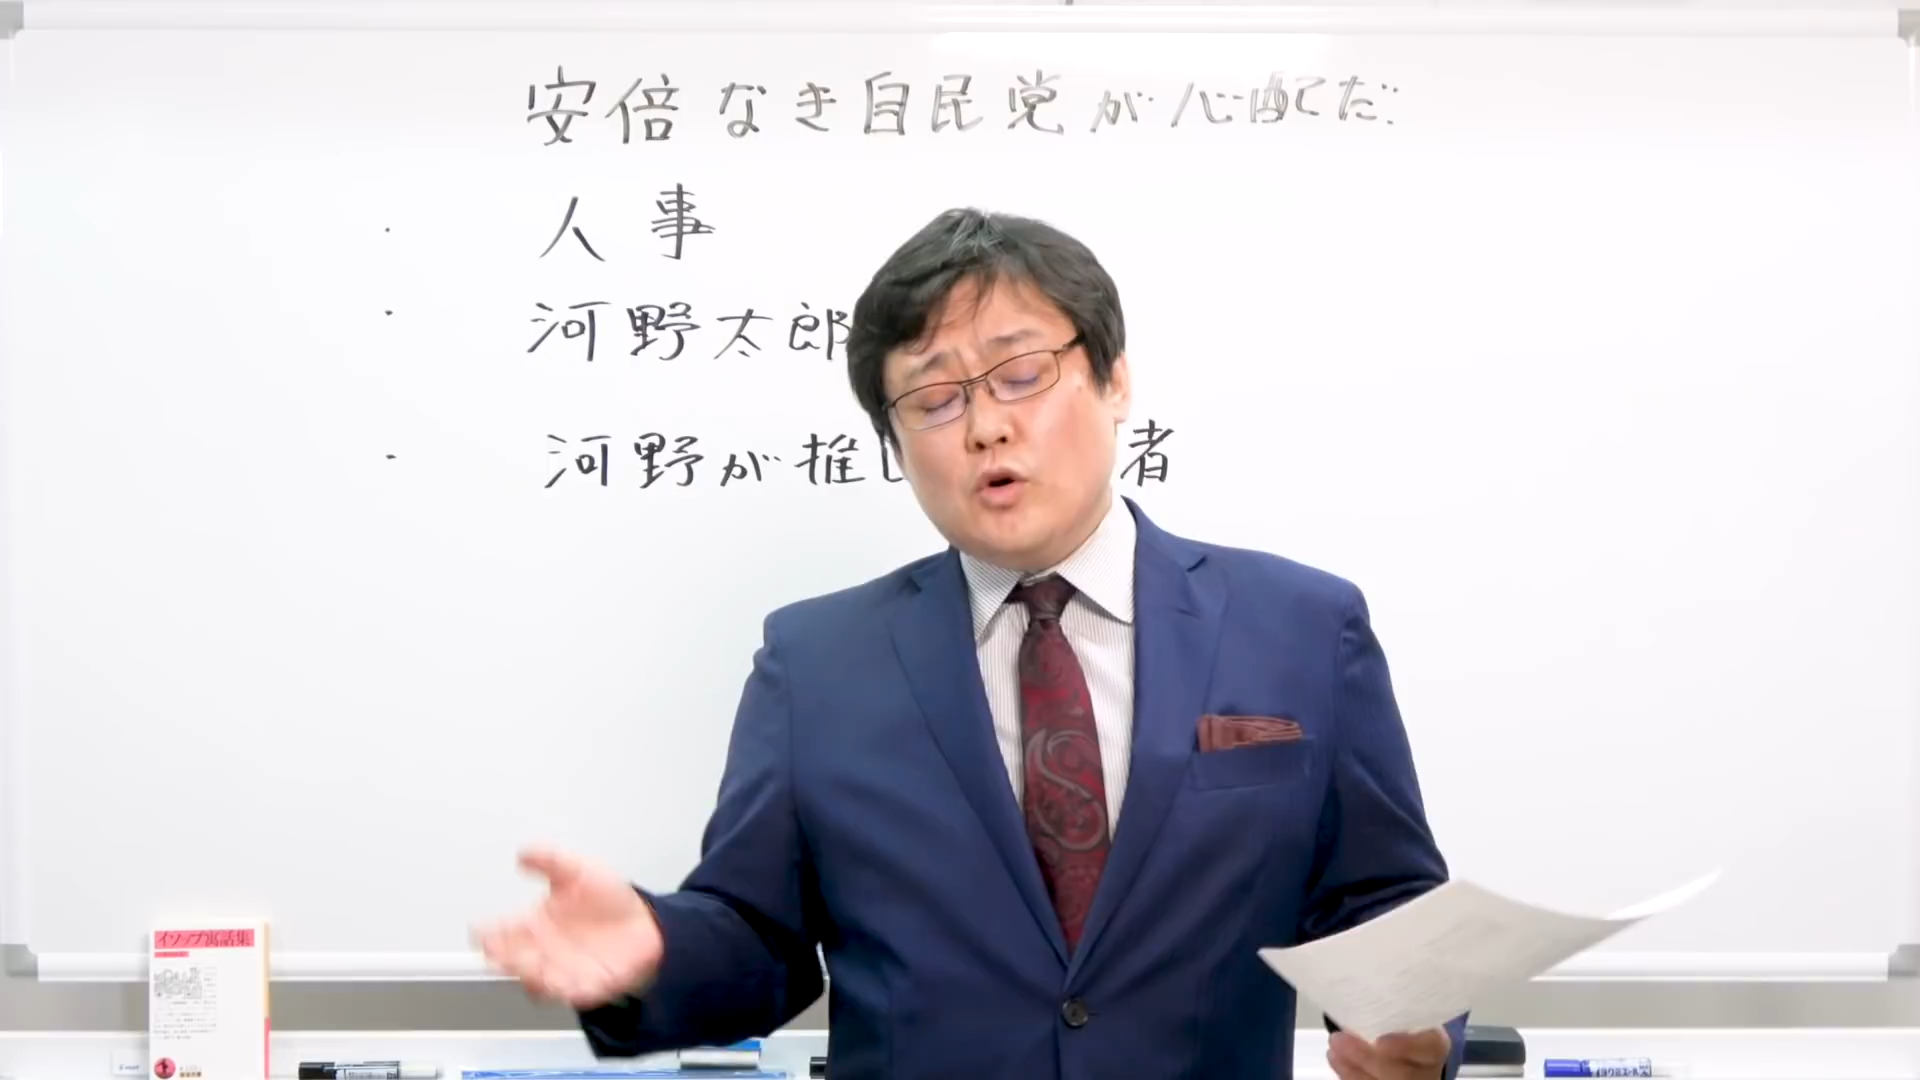 安倍なき自民党が心配だ
・ 人事
・ 河野太郎
・ 河野が推し 者
イソップ寓話集